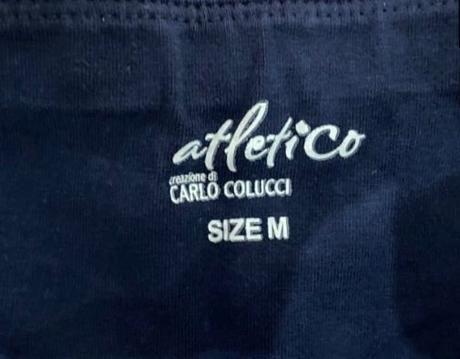 atletico
creazione di
CARLO COLUCCI
SIZE M